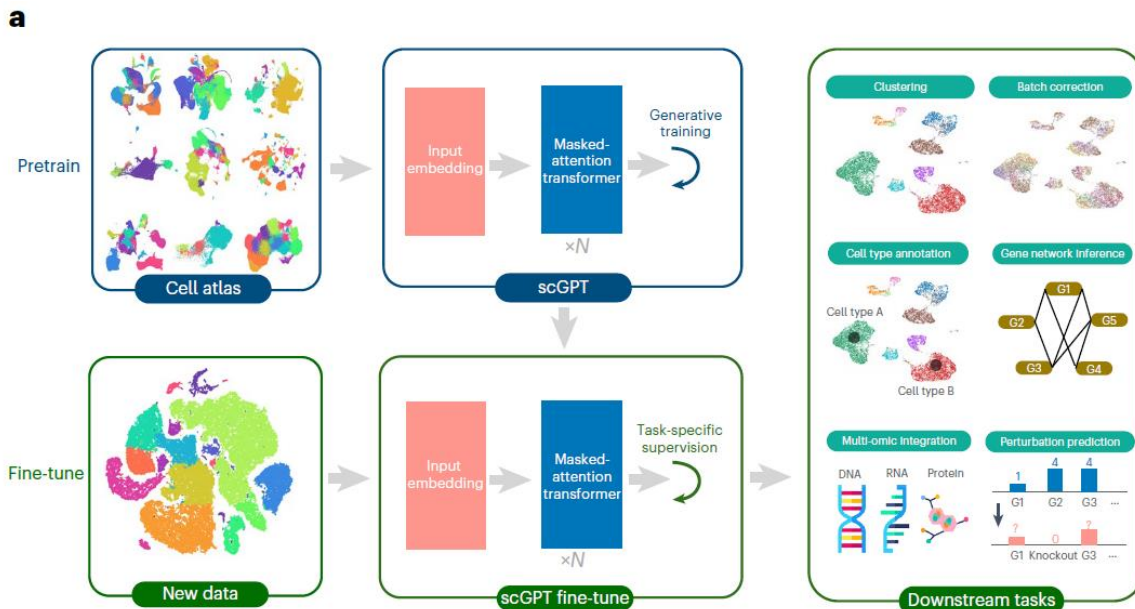 a
Pretrain
Cell atlas
Input
embedding
Masked-
attention
transformer
×N
Generative
training
scGPT
Fine-tune
New data
Input
embedding
Masked-
attention
transformer
×N
Task-specific
supervision
scGPT fine-tune
Clustering
Batch correction
Cell type annotation
Cell type A
Cell type B
Gene network inference
G1
G2
G5
G3
G4
Multi-omic integration
DNA
RNA
Protein
Perturbation prediction
1
4
4
G1
G2
G3
...
?
0
?
G1
Knockout
G3
...
Downstream tasks